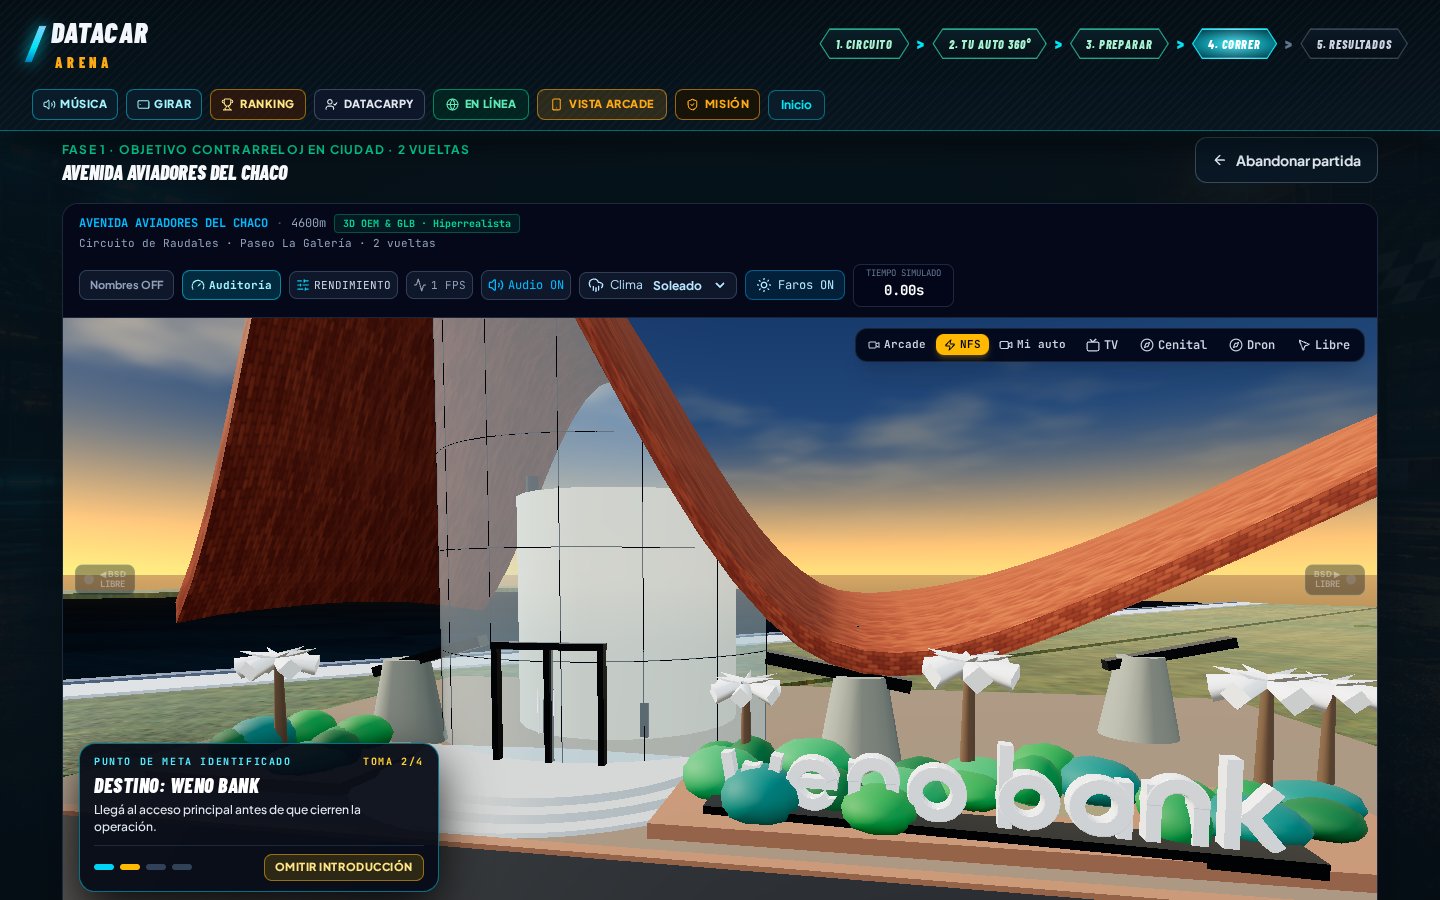 DATACAR
ARENA
1. CIRCUITO > 2. TU AUTO 360° > 3. PREPARAR > 4. CORRER > 5. RESULTADOS
MÚSICA GIRAR RANKING DATACARPY EN LÍNEA VISTA ARCADE MISIÓN Inicio
FASE 1 · OBJETIVO CONTRARRELOJ EN CIUDAD · 2 VUELTAS
AVENIDA AVIADORES DEL CHACO
← Abandonar partida
AVENIDA AVIADORES DEL CHACO · 4600m 3D OEM & GLB · Hiperrealista
Circuito de Raudales · Paseo La Galería · 2 vueltas
Nombres OFF Auditoría RENDIMIENTO 1 FPS Audio ON Clima Soleado Faros ON
TIEMPO SIMULADO
0.00s
Arcade NFS Mi auto TV Cenital Dron Libre
◀BSD
LIBRE
BSD▶
LIBRE
weno bank
PUNTO DE META IDENTIFICADO TOMA 2/4
DESTINO: WENO BANK
Llegá al acceso principal antes de que cierren la
operación.
OMITIR INTRODUCCIÓN